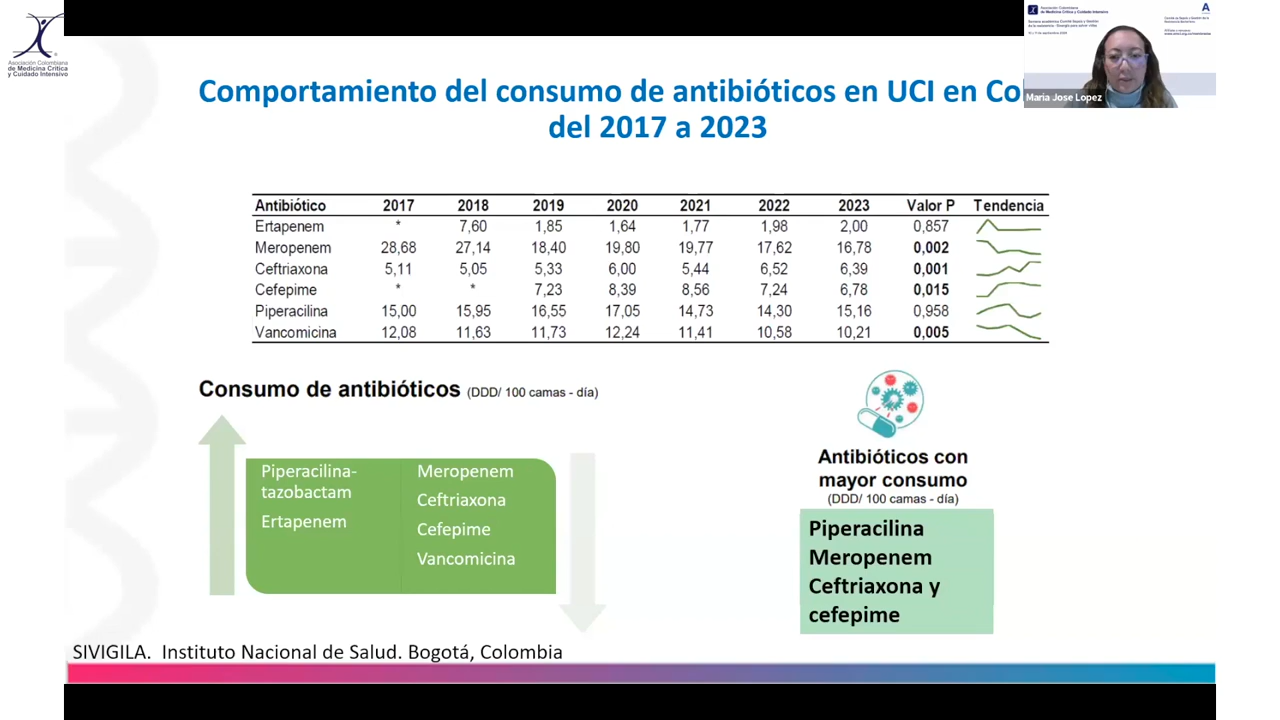 Asociación Colombiana
de Medicina Crítica
y Cuidado Intensivo
Asociación Colombiana
de Medicina Crítica y Cuidado Intensivo
Maria Jose Lopez
Comportamiento del consumo de antibióticos en UCI en Co
del 2017 a 2023
Antibiótico 2017 2018 2019 2020 2021 2022 2023 Valor P Tendencia
Ertapenem * 7,60 1,85 1,64 1,77 1,98 2,00 0,857
Meropenem 28,68 27,14 18,40 19,80 19,77 17,62 16,78 0,002
Ceftriaxona 5,11 5,05 5,33 6,00 5,44 6,52 6,39 0,001
Cefepime * * 7,23 8,39 8,56 7,24 6,78 0,015
Piperacilina 15,00 15,95 16,55 17,05 14,73 14,30 15,16 0,958
Vancomicina 12,08 11,63 11,73 12,24 11,41 10,58 10,21 0,005
Consumo de antibióticos (DDD/ 100 camas - día)
Piperacilina-
tazobactam
Ertapenem
Meropenem
Ceftriaxona
Cefepime
Vancomicina
Antibióticos con
mayor consumo
(DDD/ 100 camas - día)
Piperacilina
Meropenem
Ceftriaxona y
cefepime
SIVIGILA. Instituto Nacional de Salud. Bogotá, Colombia